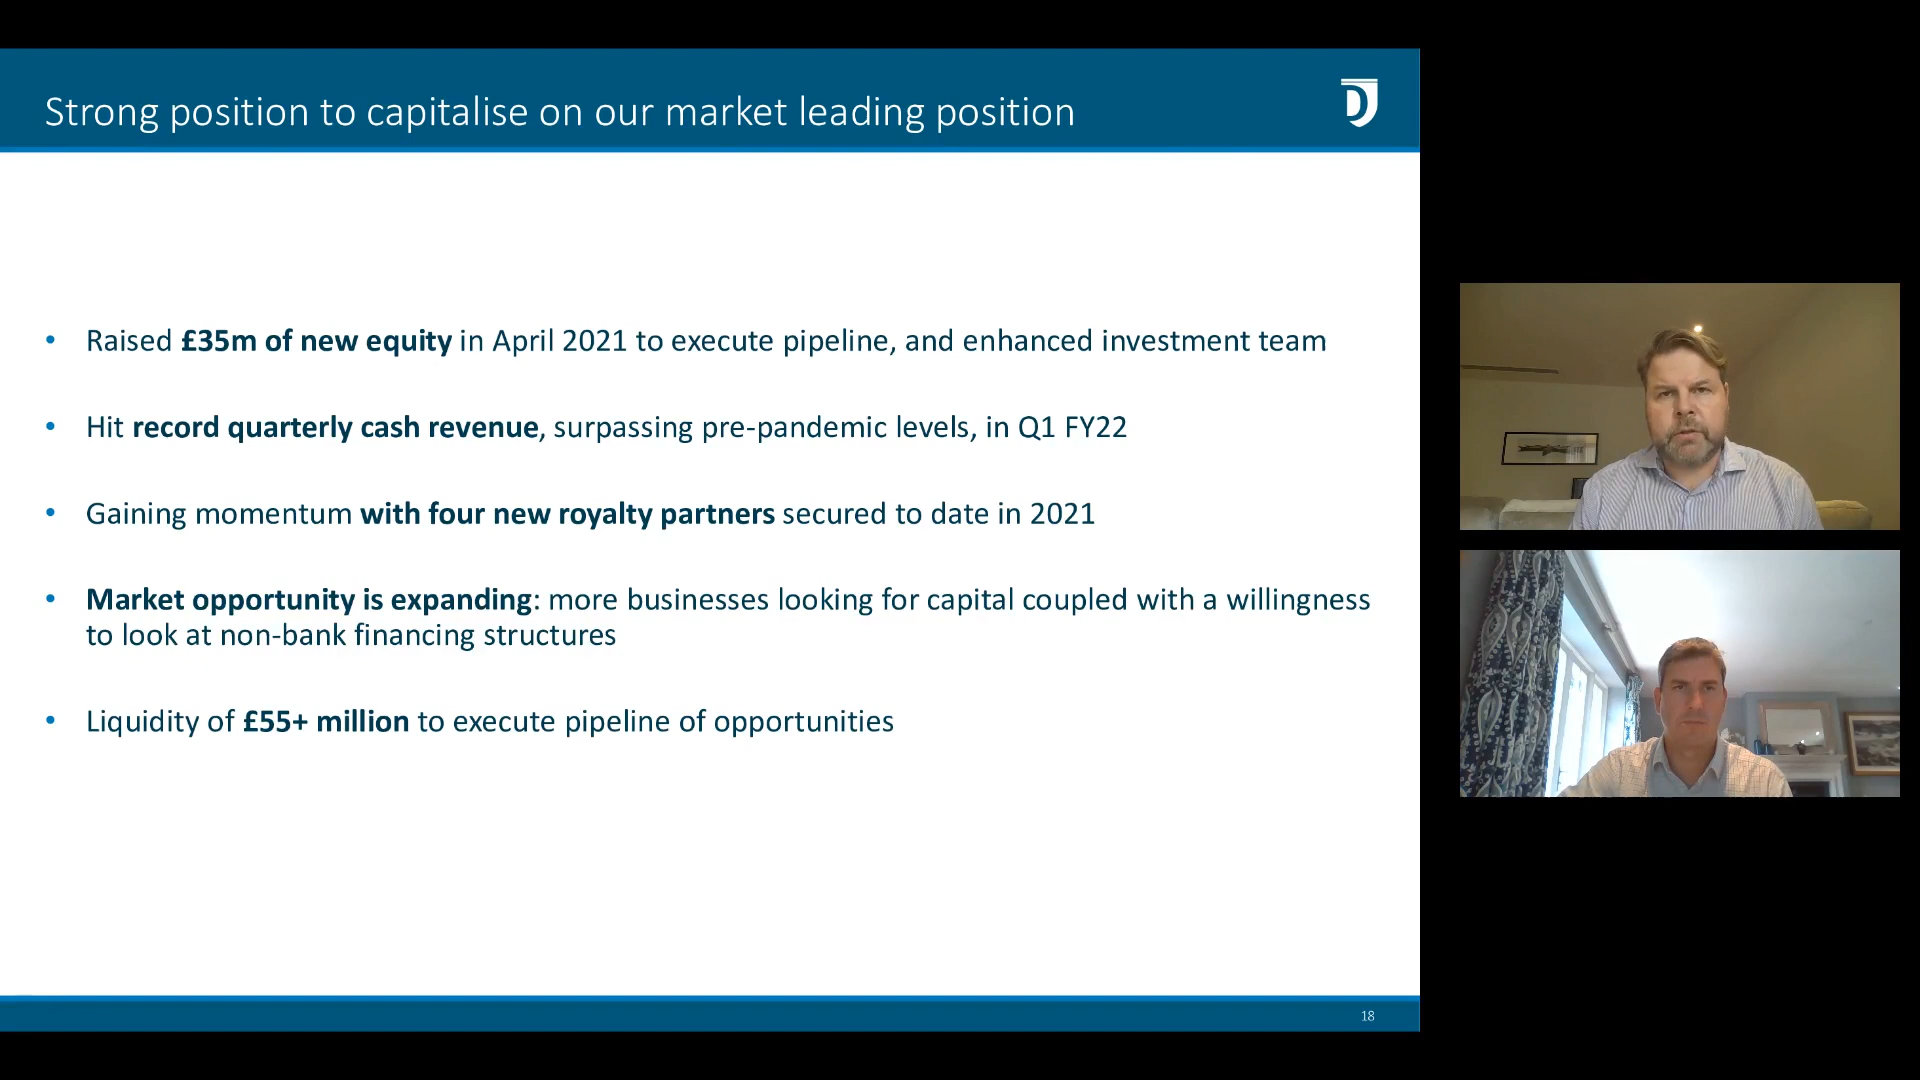 Strong position to capitalise on our market leading position
• Raised £35m of new equity in April 2021 to execute pipeline, and enhanced investment team
• Hit record quarterly cash revenue, surpassing pre-pandemic levels, in Q1 FY22
• Gaining momentum with four new royalty partners secured to date in 2021
• Market opportunity is expanding: more businesses looking for capital coupled with a willingness
to look at non-bank financing structures
• Liquidity of £55+ million to execute pipeline of opportunities
18